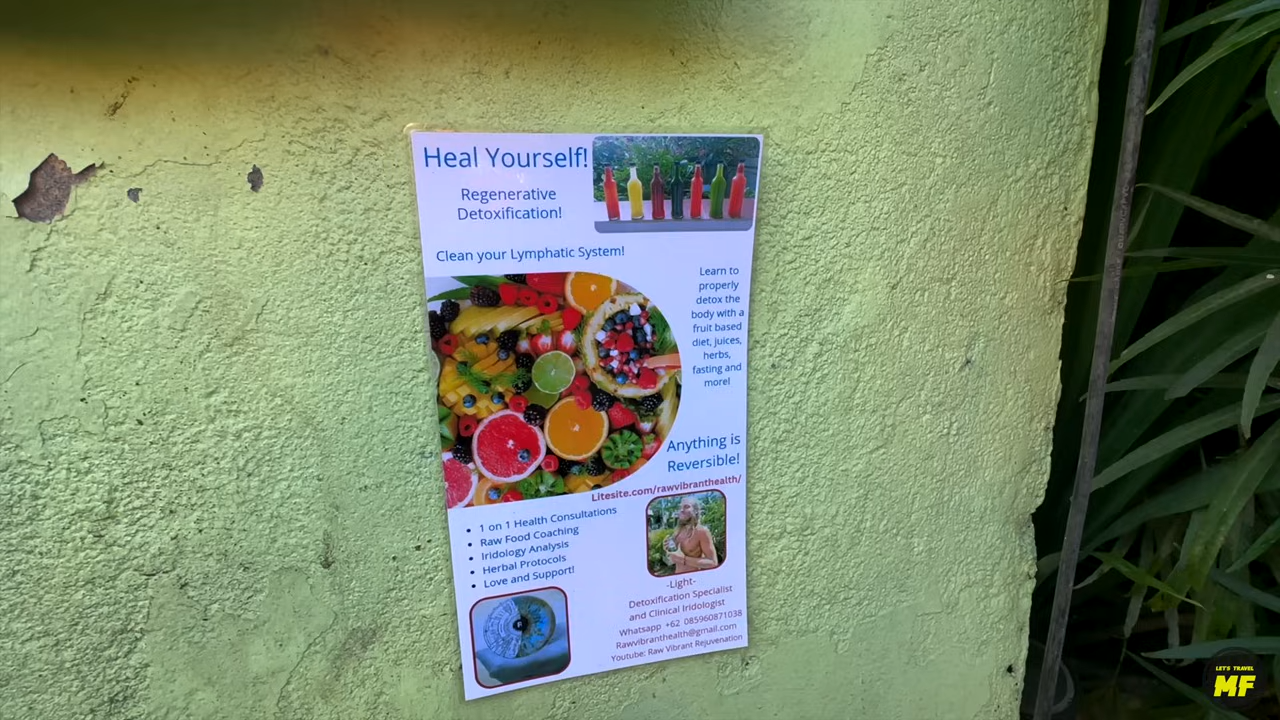 Heal Yourself!
Regenerative
Detoxification!
Clean your Lymphatic System!
Learn to
properly
detox the
body with a
fruit based
diet, juices,
herbs,
fasting and
more!
Anything is
Reversible!
Litesite.com/rawvibranthealth/
• 1 on 1 Health Consultations
• Raw Food Coaching
• Iridology Analysis
• Herbal Protocols
• Love and Support!
-Light-
Detoxification Specialist
and Clinical Iridologist
Whatsapp +62 085960871038
Rawvibranthealth@gmail.com
Youtube: Raw Vibrant Rejuvenation
LET'S TRAVEL
MF